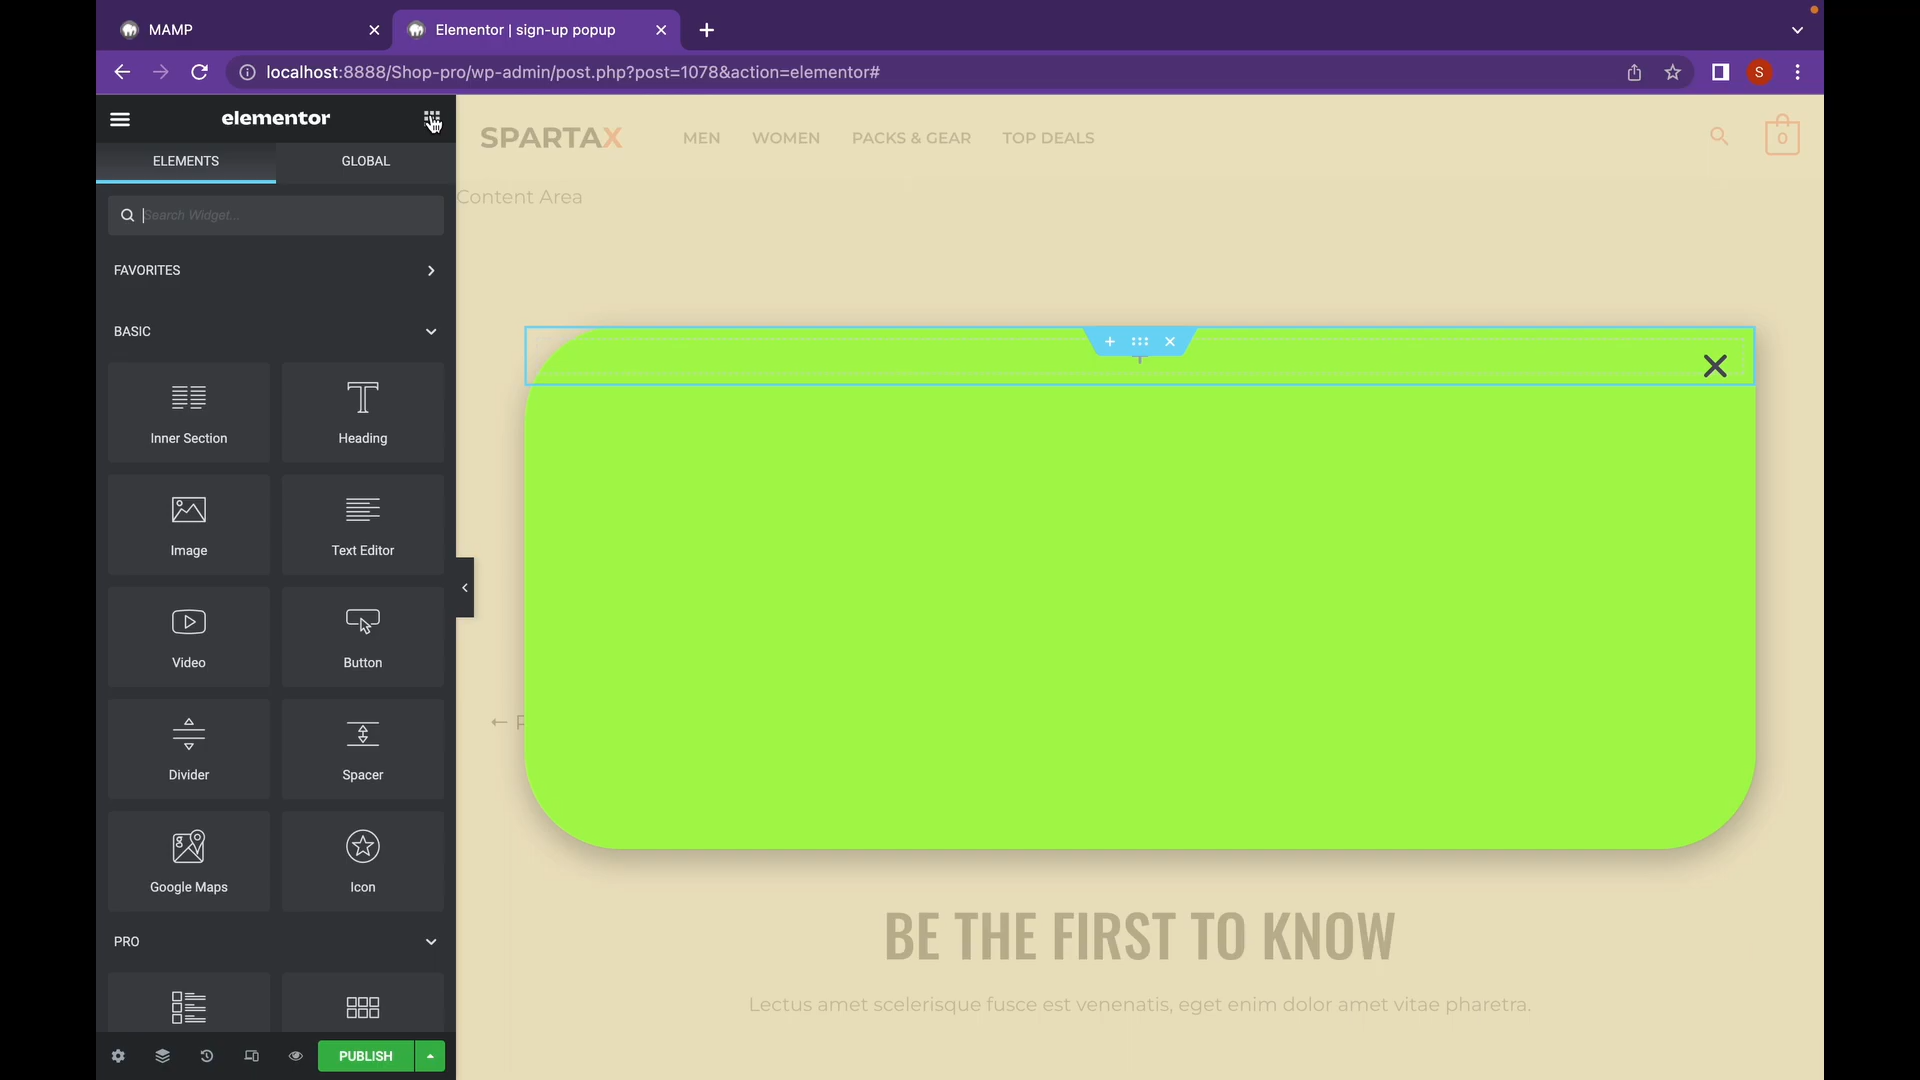 MAMP
Elementor | sign-up popup
localhost:8888/Shop-pro/wp-admin/post.php?post=1078&action=elementor#
S
elementor
ELEMENTS
GLOBAL
Search Widget...
FAVORITES
BASIC
Inner Section
Heading
Image
Text Editor
Video
Button
Divider
Spacer
Google Maps
Icon
PRO
PUBLISH
SPARTAX
MEN
WOMEN
PACKS & GEAR
TOP DEALS
0
Content Area
BE THE FIRST TO KNOW
Lectus amet scelerisque fusce est venenatis, eget enim dolor amet vitae pharetra.